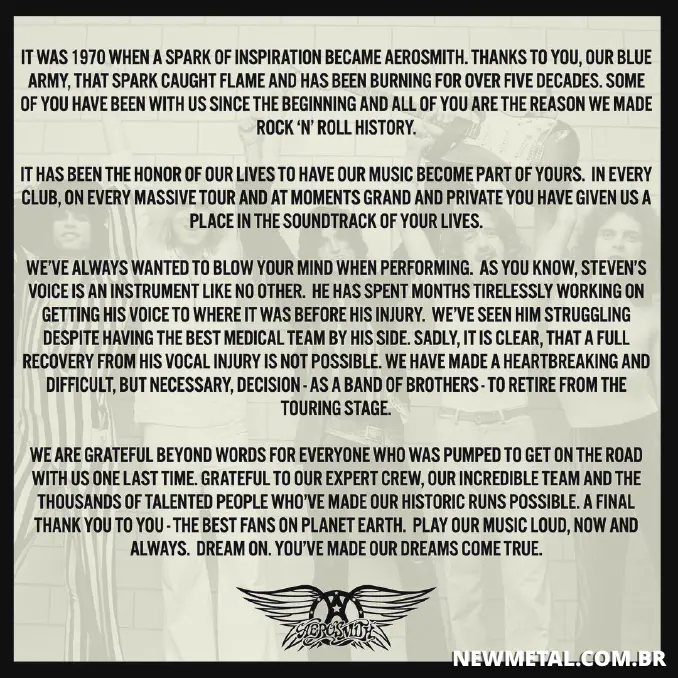 IT WAS 1970 WHEN A SPARK OF INSPIRATION BECAME AEROSMITH. THANKS TO YOU, OUR BLUE
ARMY, THAT SPARK CAUGHT FLAME AND HAS BEEN BURNING FOR OVER FIVE DECADES. SOME
OF YOU HAVE BEEN WITH US SINCE THE BEGINNING AND ALL OF YOU ARE THE REASON WE MADE
ROCK ‘N’ ROLL HISTORY.
IT HAS BEEN THE HONOR OF OUR LIVES TO HAVE OUR MUSIC BECOME PART OF YOURS. IN EVERY
CLUB, ON EVERY MASSIVE TOUR AND AT MOMENTS GRAND AND PRIVATE YOU HAVE GIVEN US A
PLACE IN THE SOUNDTRACK OF YOUR LIVES.
WE’VE ALWAYS WANTED TO BLOW YOUR MIND WHEN PERFORMING. AS YOU KNOW, STEVEN’S
VOICE IS AN INSTRUMENT LIKE NO OTHER. HE HAS SPENT MONTHS TIRELESSLY WORKING ON
GETTING HIS VOICE TO WHERE IT WAS BEFORE HIS INJURY. WE’VE SEEN HIM STRUGGLING
DESPITE HAVING THE BEST MEDICAL TEAM BY HIS SIDE. SADLY, IT IS CLEAR, THAT A FULL
RECOVERY FROM HIS VOCAL INJURY IS NOT POSSIBLE. WE HAVE MADE A HEARTBREAKING AND
DIFFICULT, BUT NECESSARY, DECISION - AS A BAND OF BROTHERS - TO RETIRE FROM THE
TOURING STAGE.
WE ARE GRATEFUL BEYOND WORDS FOR EVERYONE WHO WAS PUMPED TO GET ON THE ROAD
WITH US ONE LAST TIME. GRATEFUL TO OUR EXPERT CREW, OUR INCREDIBLE TEAM AND THE
THOUSANDS OF TALENTED PEOPLE WHO’VE MADE OUR HISTORIC RUNS POSSIBLE. A FINAL
THANK YOU TO YOU - THE BEST FANS ON PLANET EARTH. PLAY OUR MUSIC LOUD, NOW AND
ALWAYS. DREAM ON. YOU’VE MADE OUR DREAMS COME TRUE.
AEROSMITH
NEWMETAL.COM.BR